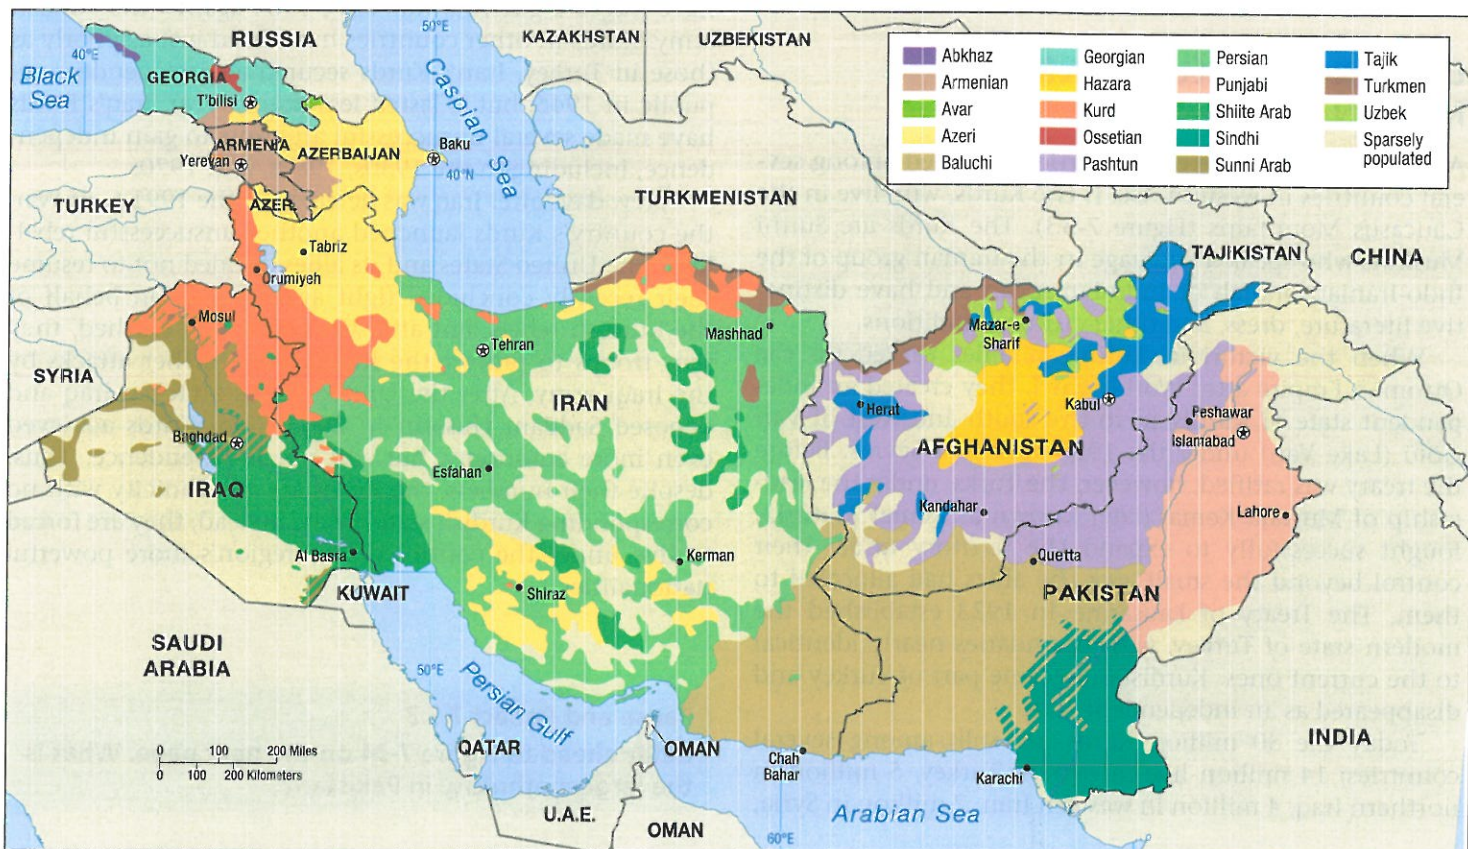 RUSSIA
50°E
KAZAKHSTAN
UZBEKISTAN
40°E
Black
Sea
GEORGIA
T'bilisi
Caspian
Sea
Abkhaz
Armenian
Avar
Azeri
Baluchi
Georgian
Hazara
Kurd
Ossetian
Pashtun
Persian
Punjabi
Shiite Arab
Sindhi
Sunni Arab
Tajik
Turkmen
Uzbek
Sparsely
populated
ARMENIA
Yerevan
AZERBAIJAN
Baku
40°N
TURKEY
AZER.
TURKMENISTAN
Tabriz
Orumiyeh
TAJIKISTAN
CHINA
Mosul
Tehran
Mashhad
Mazar-e
Sharif
SYRIA
IRAN
Herat
Kabul
Peshawar
Islamabad
Baghdad
AFGHANISTAN
Esfahan
IRAQ
Kandahar
Lahore
Al Basra
Kerman
Quetta
KUWAIT
Shiraz
PAKISTAN
SAUDI
ARABIA
50°E
Persian Gulf
INDIA
0 100 200 Miles
0 100 200 Kilometers
QATAR
OMAN
Chah
Bahar
Karachi
U.A.E.
OMAN
Arabian Sea
60°E